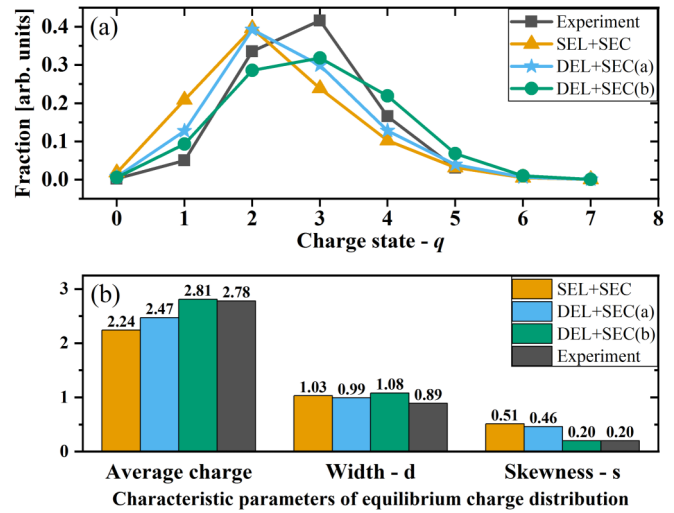 (a)
Experiment
SEL+SEC
DEL+SEC(a)
DEL+SEC(b)
Fraction [arb. units]
0.4
0.3
0.2
0.1
0.0
0 1 2 3 4 5 6 7 8
Charge state - q
(b)
SEL+SEC
DEL+SEC(a)
DEL+SEC(b)
Experiment
3
2
1
0
2.24 2.47 2.81 2.78
1.03 0.99 1.08 0.89
0.51 0.46 0.20 0.20
Average charge Width - d Skewness - s
Characteristic parameters of equilibrium charge distribution